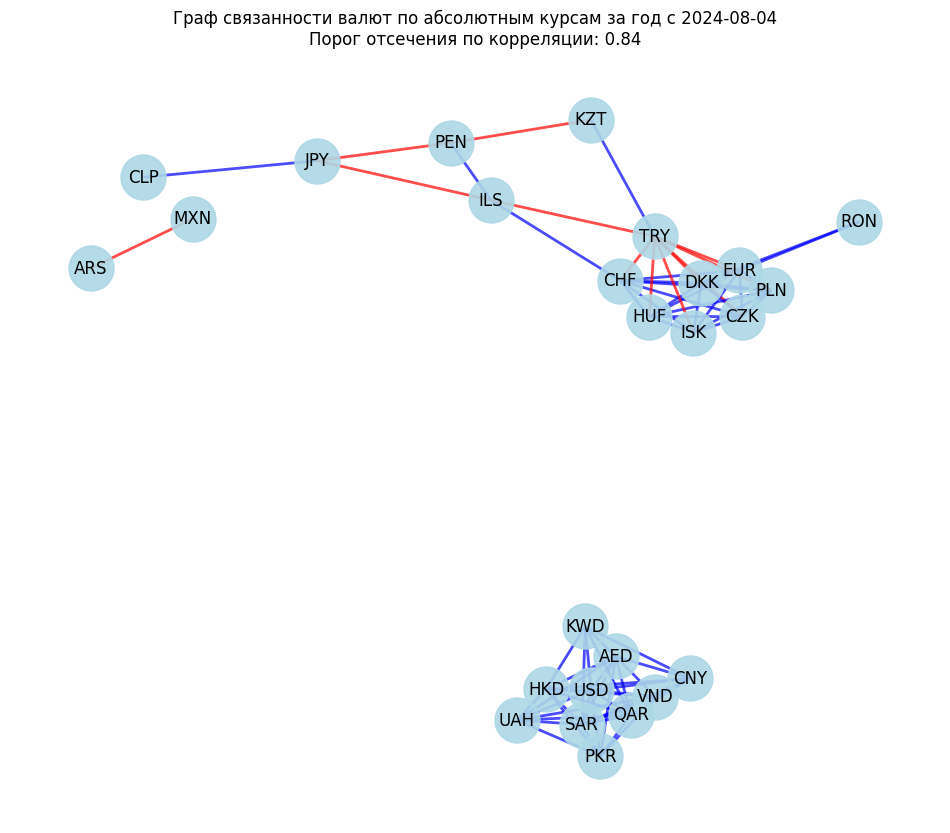 Граф связанности валют по абсолютным курсам за год с 2024-08-04
Порог отсечения по корреляции: 0.84
KZT
PEN
JPY
CLP
ILS
MXN
RON
TRY
ARS
EUR
CHF
DKK
PLN
HUF
CZK
ISK
KWD
AED
CNY
HKD
USD
VND
QAR
UAH
SAR
PKR